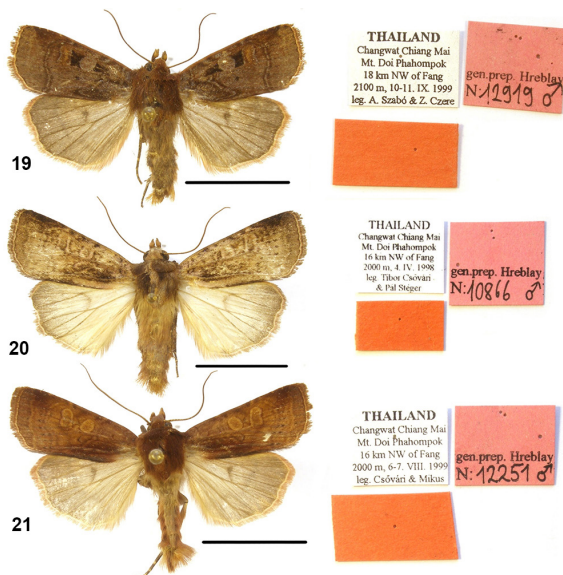 THAILAND
Changwat Chiang Mai
Mt. Doi Phahompok
18 km NW of Fang
2100 m, 10-11. IX. 1999
leg. A. Szabó & Z. Czere
gen.prep. Hreblay
N:12919 ♂
19
THAILAND
Changwat Chiang Mai
Mt. Doi Phahompok
16 km NW of Fang
2000 m, 4. IV. 1998
leg. Tibor Csővári
& Pal Stéger
gen.prep. Hreblay
N:10866 ♂
20
THAILAND
Changwat Chiang Mai
Mt. Doi Phahompok
16 km NW of Fang
2000 m, 6-7. VIII. 1999
leg. Csővári & Mikus
gen.prep. Hreblay
N:12251 ♂
21